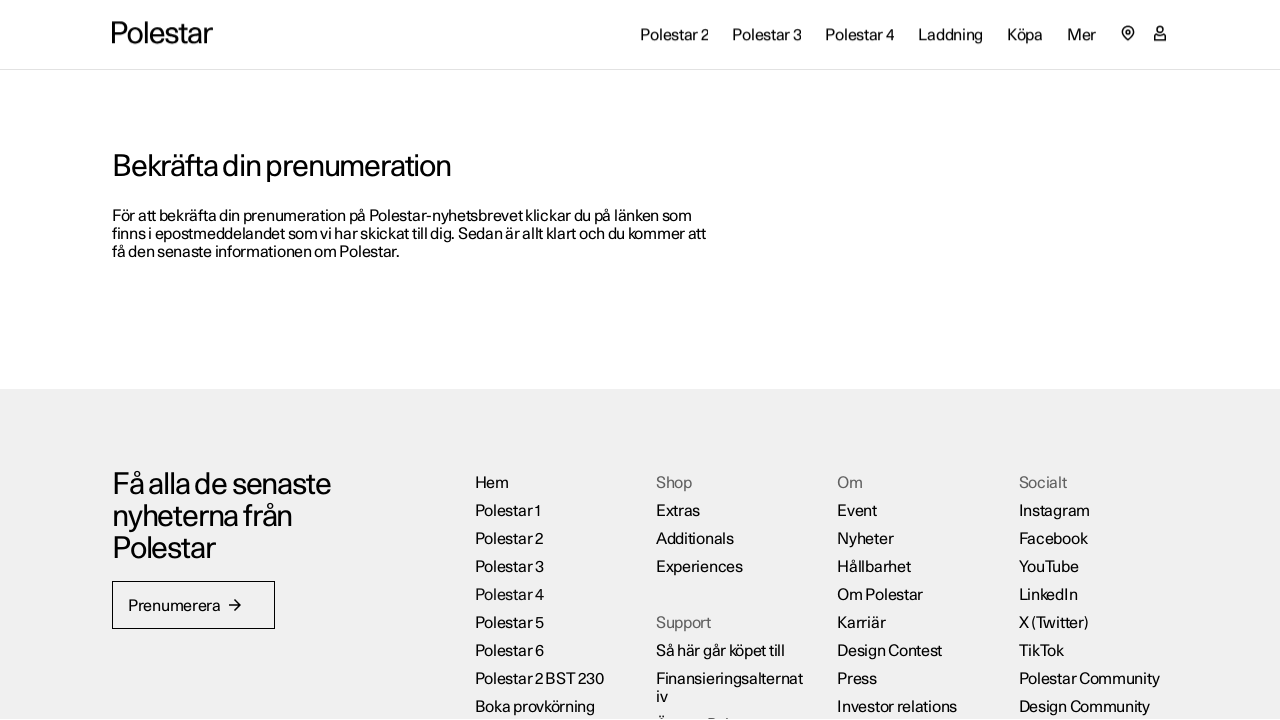 Polestar
Polestar 2
Polestar 3
Polestar 4
Laddning
Köpa
Mer
Bekräfta din prenumeration
För att bekräfta din prenumeration på Polestar-nyhetsbrevet klickar du på länken som
finns i epostmeddelandet som vi har skickat till dig. Sedan är allt klart och du kommer att
få den senaste informationen om Polestar.
Få alla de senaste
nyheterna från
Polestar
Prenumerera
Hem
Polestar 1
Polestar 2
Polestar 3
Polestar 4
Polestar 5
Polestar 6
Polestar 2 BST 230
Boka provkörning
Shop
Extras
Additionals
Experiences
Support
Så här går köpet till
Finansieringsalternat
iv
Om
Event
Nyheter
Hållbarhet
Om Polestar
Karriär
Design Contest
Press
Investor relations
Socialt
Instagram
Facebook
YouTube
LinkedIn
X (Twitter)
TikTok
Polestar Community
Design Community